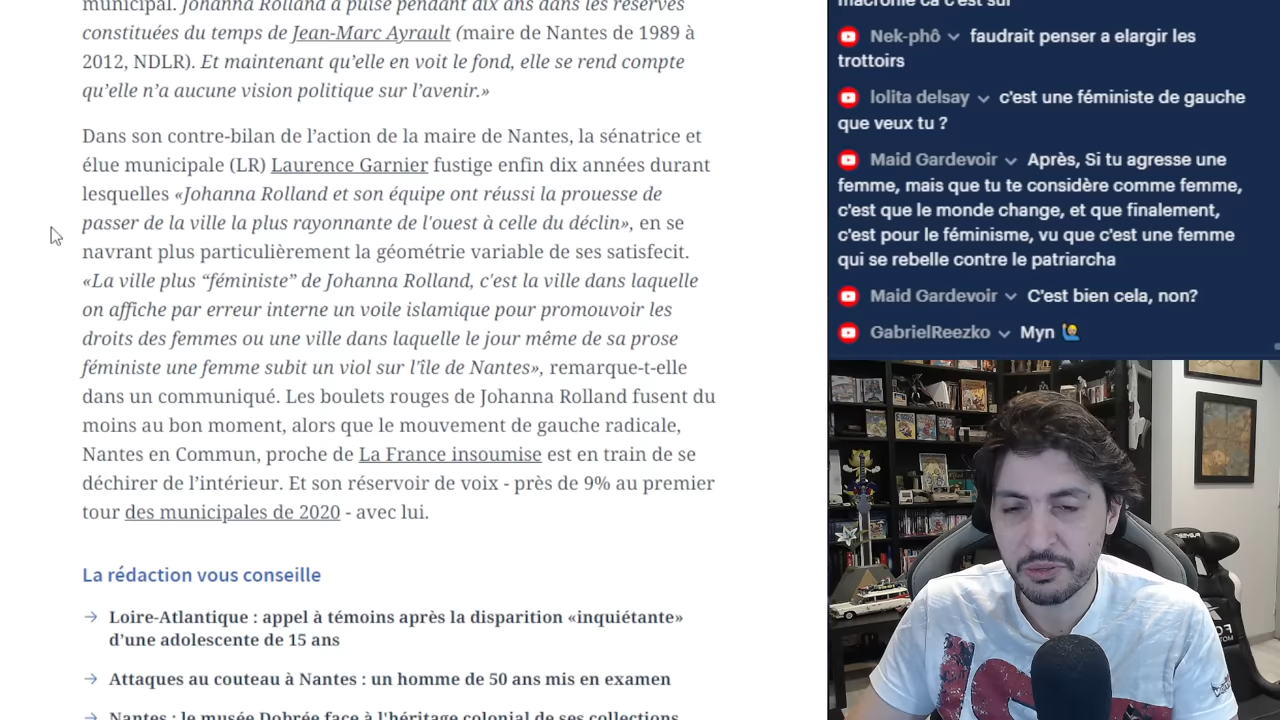 municipal. Johanna Rolland a puisé pendant dix ans dans les réserves
constituées du temps de Jean-Marc Ayrault (maire de Nantes de 1989 à
2012, NDLR). Et maintenant qu’elle en voit le fond, elle se rend compte
qu’elle n’a aucune vision politique sur l’avenir.»
Dans son contre-bilan de l’action de la maire de Nantes, la sénatrice et
élue municipale (LR) Laurence Garnier fustige enfin dix années durant
lesquelles «Johanna Rolland et son équipe ont réussi la prouesse de
passer de la ville la plus rayonnante de l'ouest à celle du déclin», en se
navrant plus particulièrement la géométrie variable de ses satisfecit.
«La ville plus “féministe” de Johanna Rolland, c'est la ville dans laquelle
on affiche par erreur interne un voile islamique pour promouvoir les
droits des femmes ou une ville dans laquelle le jour même de sa prose
féministe une femme subit un viol sur l’île de Nantes», remarque-t-elle
dans un communiqué. Les boulets rouges de Johanna Rolland fusent du
moins au bon moment, alors que le mouvement de gauche radicale,
Nantes en Commun, proche de La France insoumise est en train de se
déchirer de l’intérieur. Et son réservoir de voix - près de 9% au premier
tour des municipales de 2020 - avec lui.
La rédaction vous conseille
→ Loire-Atlantique : appel à témoins après la disparition «inquiétante»
d’une adolescente de 15 ans
→ Attaques au couteau à Nantes : un homme de 50 ans mis en examen
→ Nantes : le musée Dobrée face à l'héritage colonial de ses collections
macronie ca c'est sur
Nek-phô faudrait penser a elargir les
trottoirs
lolita delsay c'est une féministe de gauche
que veux tu ?
Maid Gardevoir Après, Si tu agresse une
femme, mais que tu te considère comme femme,
c'est que le monde change, et que finalement,
c'est pour le féminisme, vu que c'est une femme
qui se rebelle contre le patriarcha
Maid Gardevoir C'est bien cela, non?
GabrielReezko Myn 🙋